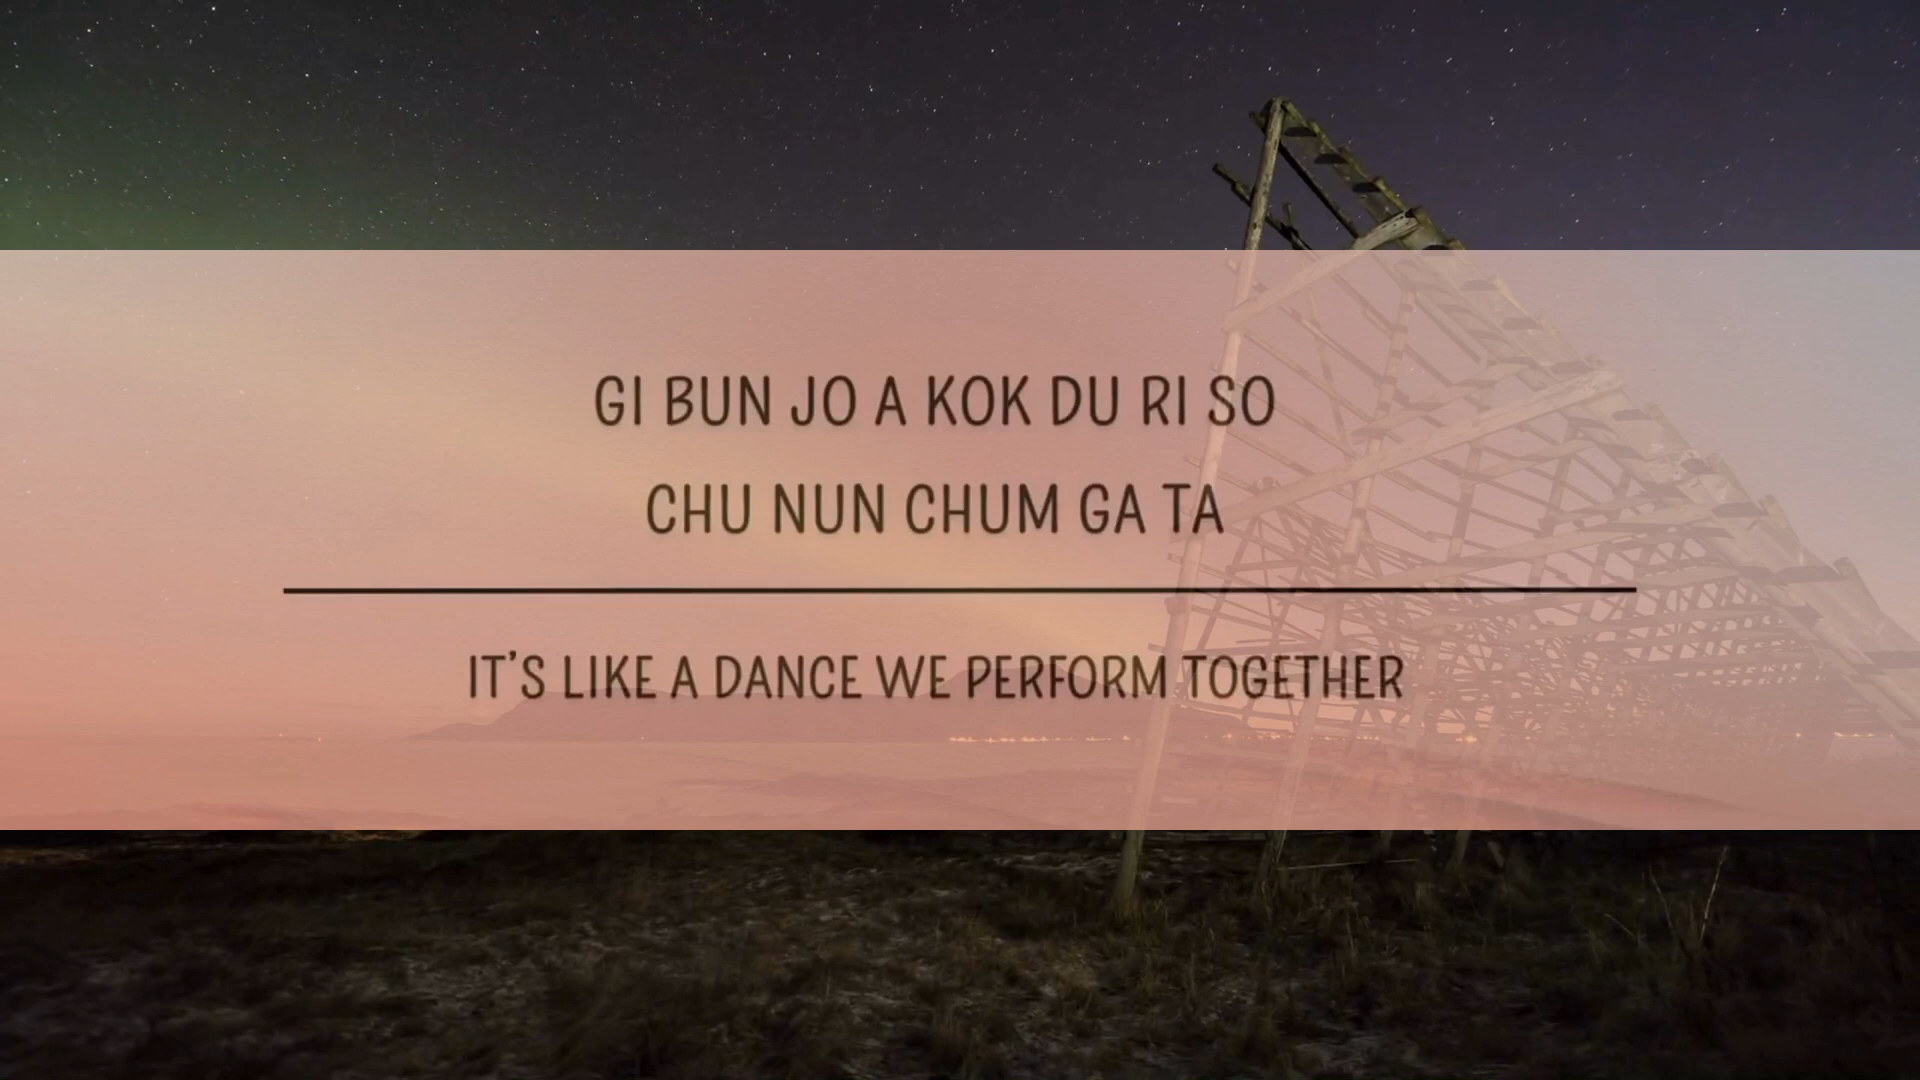 GI BUN JO A KOK DU RI SO
CHU NUN CHUM GA TA
IT'S LIKE A DANCE WE PERFORM TOGETHER